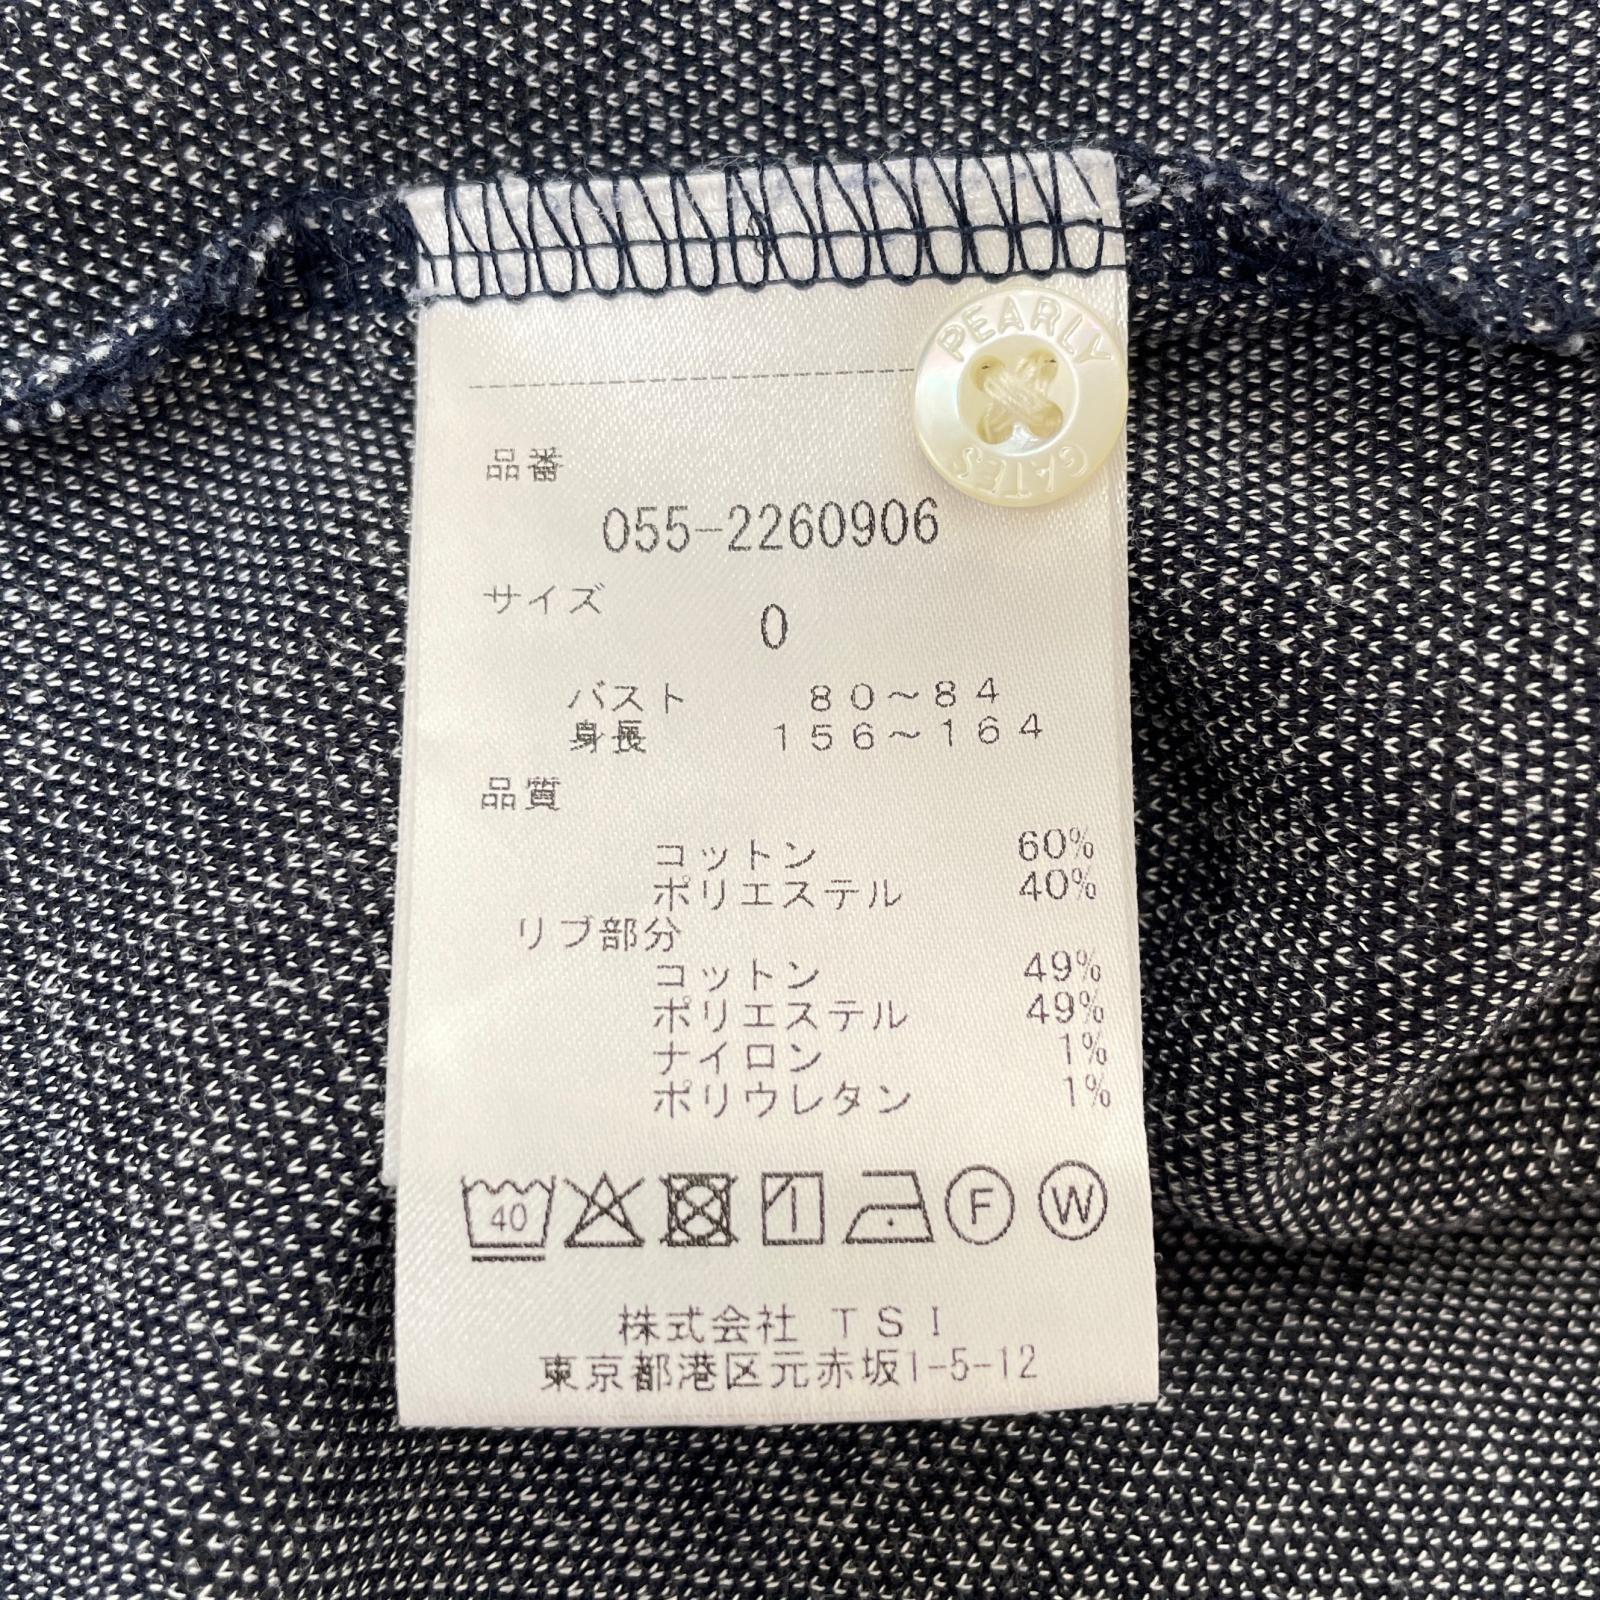 PEARLY
GATES
品番
055-2260906
サイズ
0
バスト 80~84
身長 156~164
品質
コットン 60%
ポリエステル 40%
リブ部分
コットン 49%
ポリエステル 49%
ナイロン 1%
ポリウレタン 1%
40 F W
株式会社 TSI
東京都港区元赤坂1-5-12